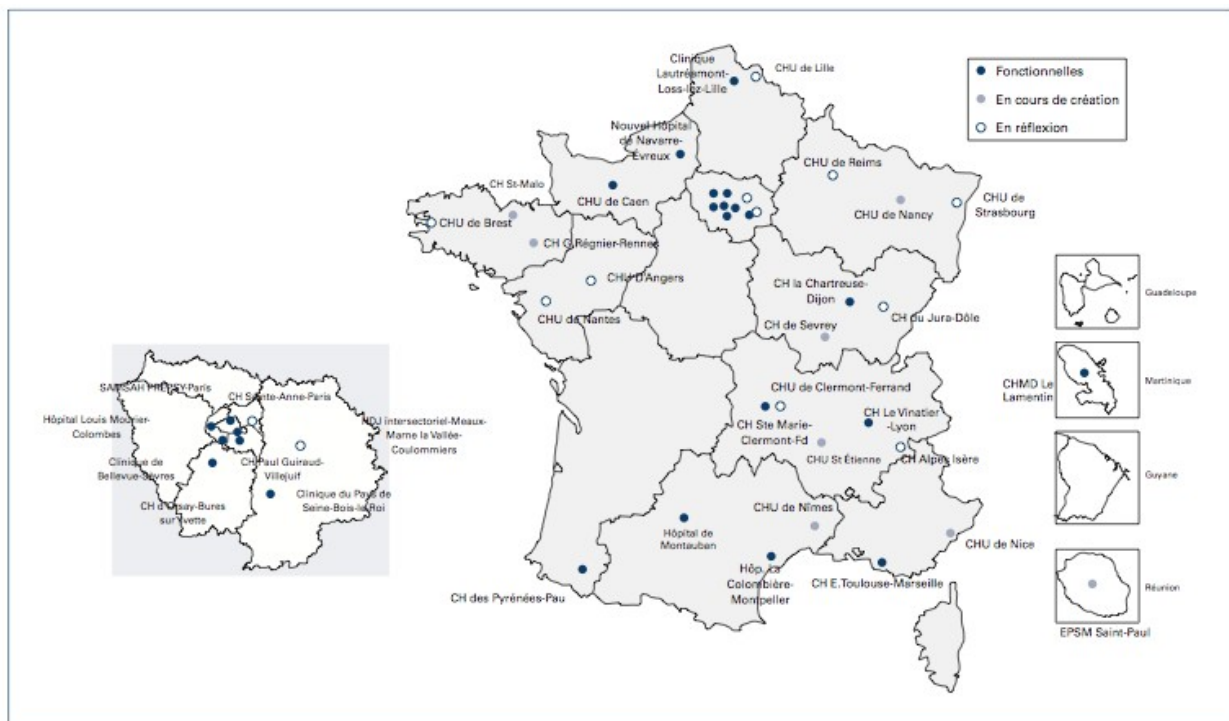 Clinique
Lautréamont-
Loss-lez-Lille
CHU de Lille
Fonctionnelles
En cours de création
En réflexion
Nouvel Hôpital
de Navarre-
Évreux
CHU de Reims
CH St-Malo
CHU de Caen
CHU de Nancy
CHU de
Strasbourg
CHU de Brest
CH G.Régnier-Rennes
CHU D'Angers
CH la Chartreuse-
Dijon
CHU de Nantes
CH du Jura-Dôle
CH de Sevrey
Guadeloupe
SAMSAH PREPSY-Paris
CH Sainte-Anne-Paris
Hôpital Louis Mourier-
Colombes
HDJ intersectoriel-Meaux-
Marne la Vallée-
Coulommiers
Clinique de
Bellevue-Sèvres
CH Paul Guiraud-
Villejuif
CH d'Orsay-Bures
sur Yvette
Clinique du Pays de
Seine-Bois-le Roi
CHU de Clermont-Ferrand
CH Ste Marie-
Clermont-Fd
CH Le Vinatier
-Lyon
CHU St Étienne
CH Alpes Isère
CHMD Le
Lamentin
Martinique
Guyane
CHU de Nîmes
Hôpital de
Montauban
CHU de Nice
Hôp. La
Colombière-
Montpeller
CH E.Toulouse-Marseille
CH des Pyrénées-Pau
Réunion
EPSM Saint-Paul